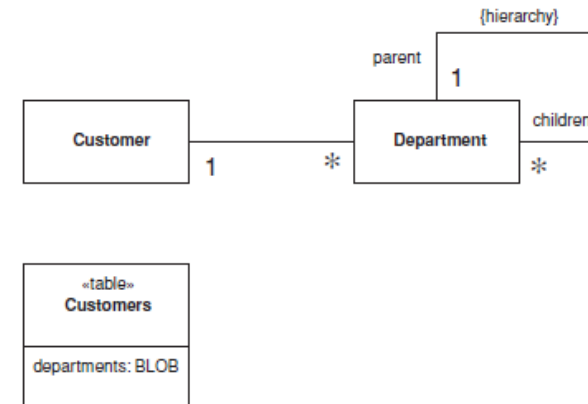 {hierarchy}
parent
1
Customer
Department
children
1
*
*
«table»
Customers
departments: BLOB